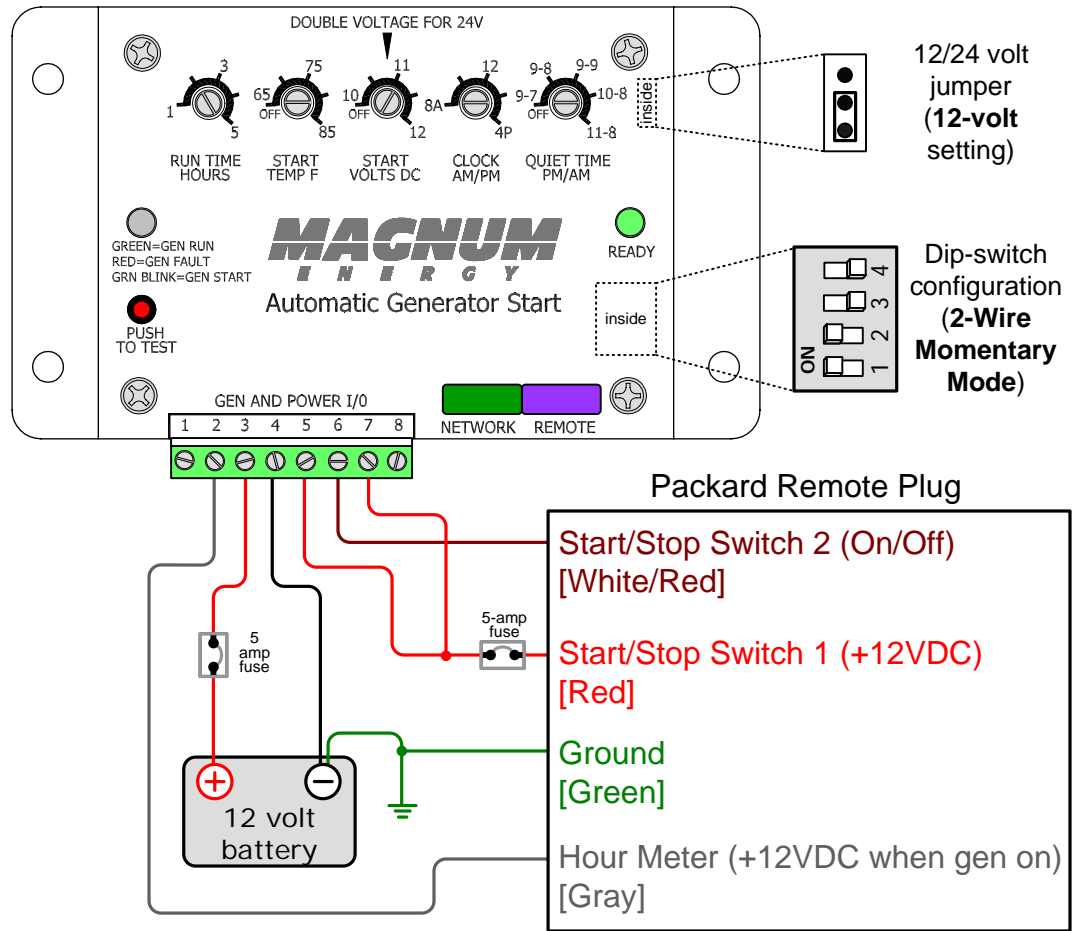 DOUBLE VOLTAGE FOR 24V
1 3 5
65 OFF 75 85
10 OFF 11 12
8A 12 4P
9-7 OFF 9-8 9-9 10-8 11-8
RUN TIME
HOURS
START
TEMP F
START
VOLTS DC
CLOCK
AM/PM
QUIET TIME
PM/AM
inside
12/24 volt
jumper
(12-volt
setting)
GREEN=GEN RUN
RED=GEN FAULT
GRN BLINK=GEN START
PUSH
TO TEST
MAGNUM
ENERGY
Automatic Generator Start
READY
inside
ON
1 2 3 4
Dip-switch
configuration
(2-Wire
Momentary
Mode)
GEN AND POWER I/0
1 2 3 4 5 6 7 8
NETWORK REMOTE
Packard Remote Plug
Start/Stop Switch 2 (On/Off)
[White/Red]
5-amp
fuse
Start/Stop Switch 1 (+12VDC)
[Red]
5
amp
fuse
Ground
[Green]
+ −
12 volt
battery
Hour Meter (+12VDC when gen on)
[Gray]